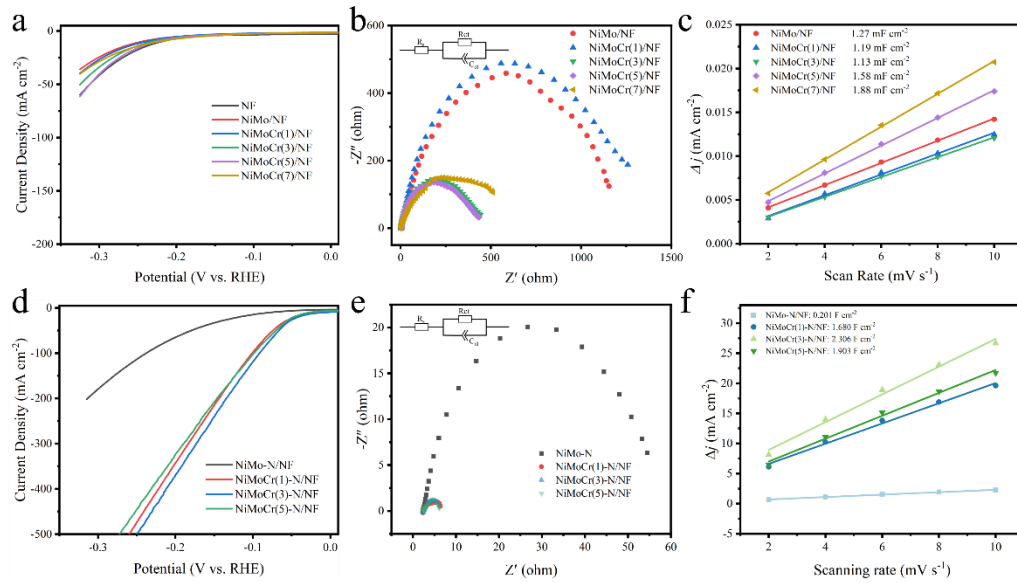 a
Current Density (mA cm⁻²)
0
-50
-100
-150
-200
-0.3
-0.2
-0.1
0.0
Potential (V vs. RHE)
NF
NiMo/NF
NiMoCr(1)/NF
NiMoCr(3)/NF
NiMoCr(5)/NF
NiMoCr(7)/NF
b
-Z″ (ohm)
600
400
200
0
0
500
1000
1500
Z′ (ohm)
Rs
Rct
Cdl
NiMo/NF
NiMoCr(1)/NF
NiMoCr(3)/NF
NiMoCr(5)/NF
NiMoCr(7)/NF
c
Δj (mA cm⁻²)
0.025
0.020
0.015
0.010
0.005
0.000
2
4
6
8
10
Scan Rate (mV s⁻¹)
NiMo/NF 1.27 mF cm⁻²
NiMoCr(1)/NF 1.19 mF cm⁻²
NiMoCr(3)/NF 1.13 mF cm⁻²
NiMoCr(5)/NF 1.58 mF cm⁻²
NiMoCr(7)/NF 1.88 mF cm⁻²
d
Current Density (mA cm⁻²)
0
-100
-200
-300
-400
-500
-0.3
-0.2
-0.1
0.0
Potential (V vs. RHE)
NiMo-N/NF
NiMoCr(1)-N/NF
NiMoCr(3)-N/NF
NiMoCr(5)-N/NF
e
-Z″ (ohm)
20
15
10
5
0
0
10
20
30
40
50
60
Z′ (ohm)
Rs
Rct
Cdl
NiMo-N
NiMoCr(1)-N/NF
NiMoCr(3)-N/NF
NiMoCr(5)-N/NF
f
Δj (mA cm⁻²)
35
30
25
20
15
10
5
0
2
4
6
8
10
Scanning rate (mV s⁻¹)
NiMo-N/NF: 0.201 F cm⁻²
NiMoCr(1)-N/NF: 1.680 F cm⁻²
NiMoCr(3)-N/NF: 2.306 F cm⁻²
NiMoCr(5)-N/NF: 1.903 F cm⁻²